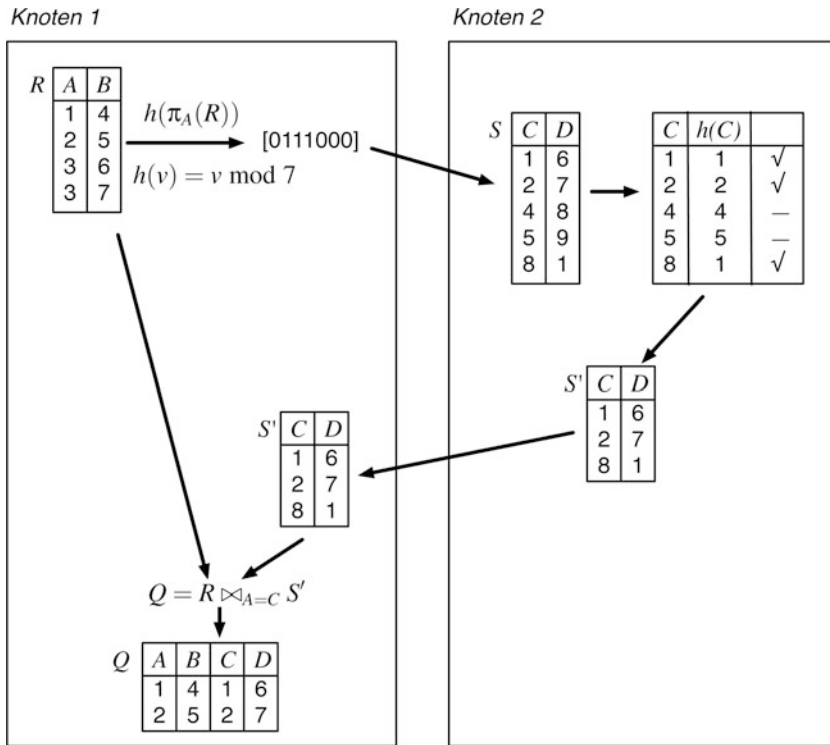 Knoten 1
R A B
1 4
2 5
3 6
3 7
h(π_A(R))
h(v) = v mod 7
[0111000]
S' C D
1 6
2 7
8 1
Q = R ⋈_{A=C} S'
Q A B C D
1 4 1 6
2 5 2 7
Knoten 2
S C D
1 6
2 7
4 8
5 9
8 1
C h(C)
1 1 √
2 2 √
4 4 –
5 5 –
8 1 √
S' C D
1 6
2 7
8 1